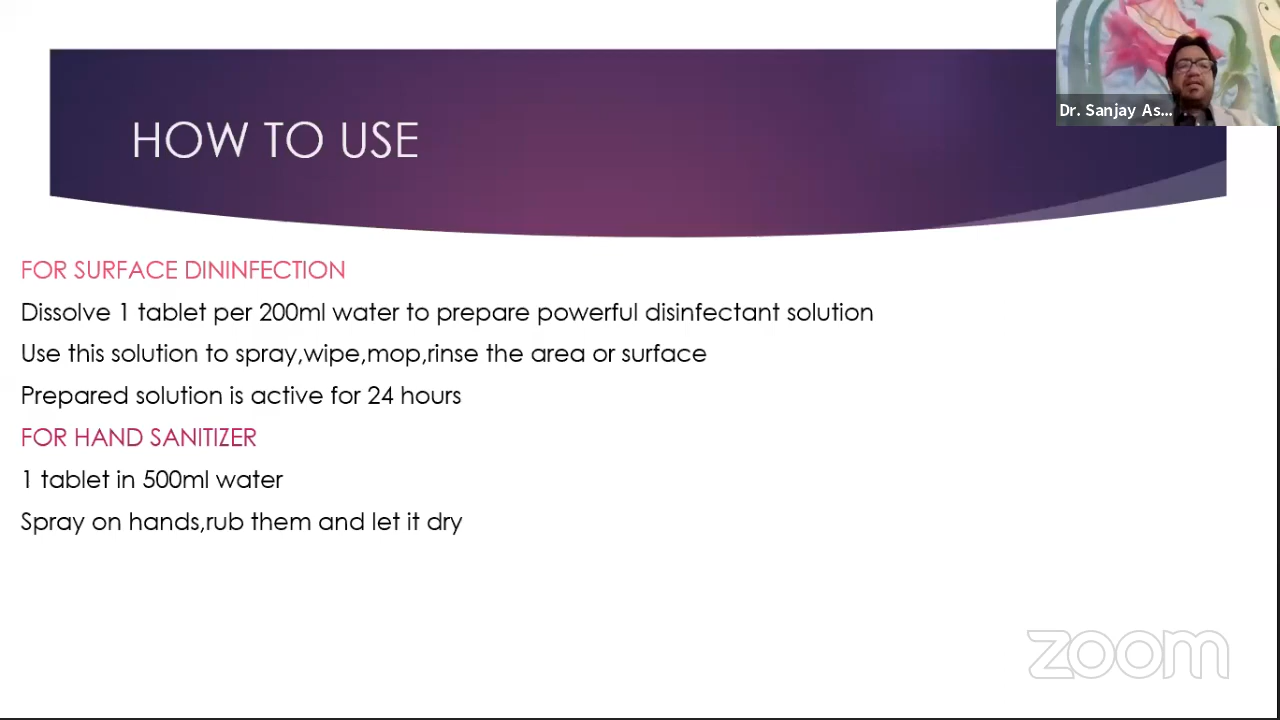 Dr. Sanjay As...
HOW TO USE
FOR SURFACE DININFECTION
Dissolve 1 tablet per 200ml water to prepare powerful disinfectant solution
Use this solution to spray,wipe,mop,rinse the area or surface
Prepared solution is active for 24 hours
FOR HAND SANITIZER
1 tablet in 500ml water
Spray on hands,rub them and let it dry
zoom